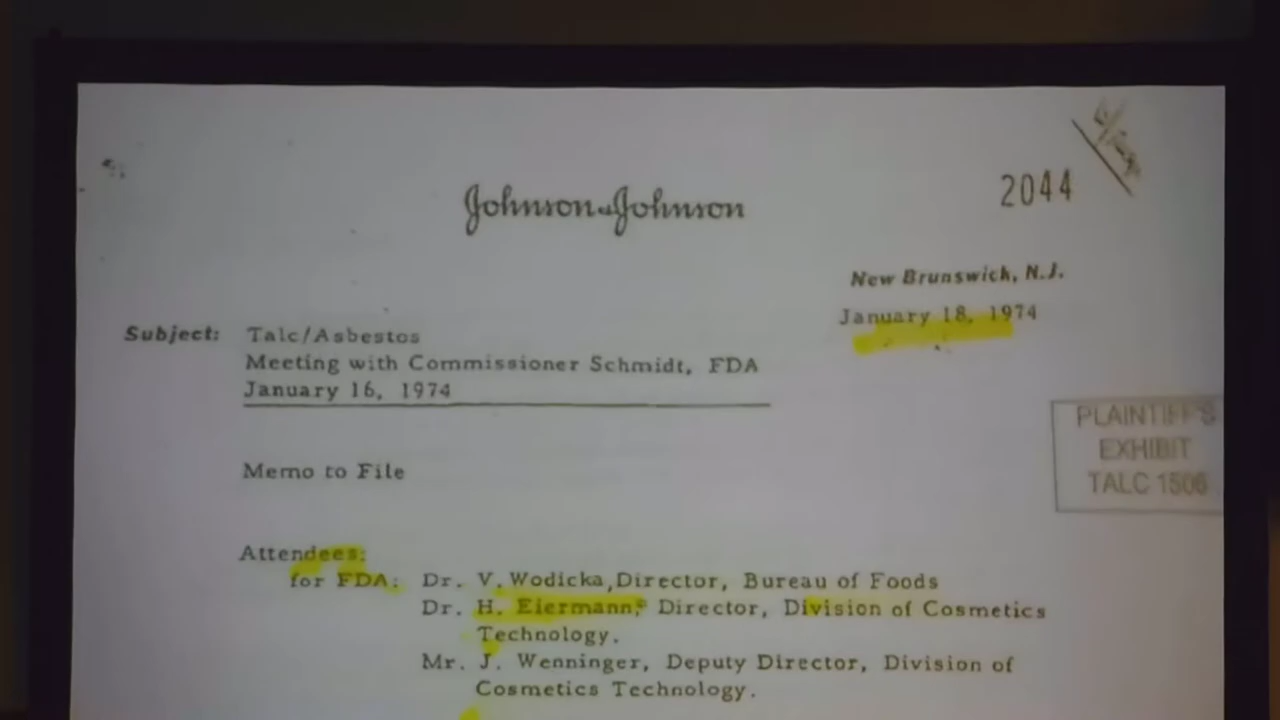 2044
Johnson & Johnson
New Brunswick, N.J.
January 18, 1974
Subject: Talc/Asbestos
Meeting with Commissioner Schmidt, FDA
January 16, 1974
PLAINTIFF'S
EXHIBIT
TALC
Memo to File
Attendees:
for FDA: Dr. V. Wodicka, Director, Bureau of Foods
Dr. H. Eiermann, Director, Division of Cosmetics
Technology.
Mr. J. Wenninger, Deputy Director, Division of
Cosmetics Technology.